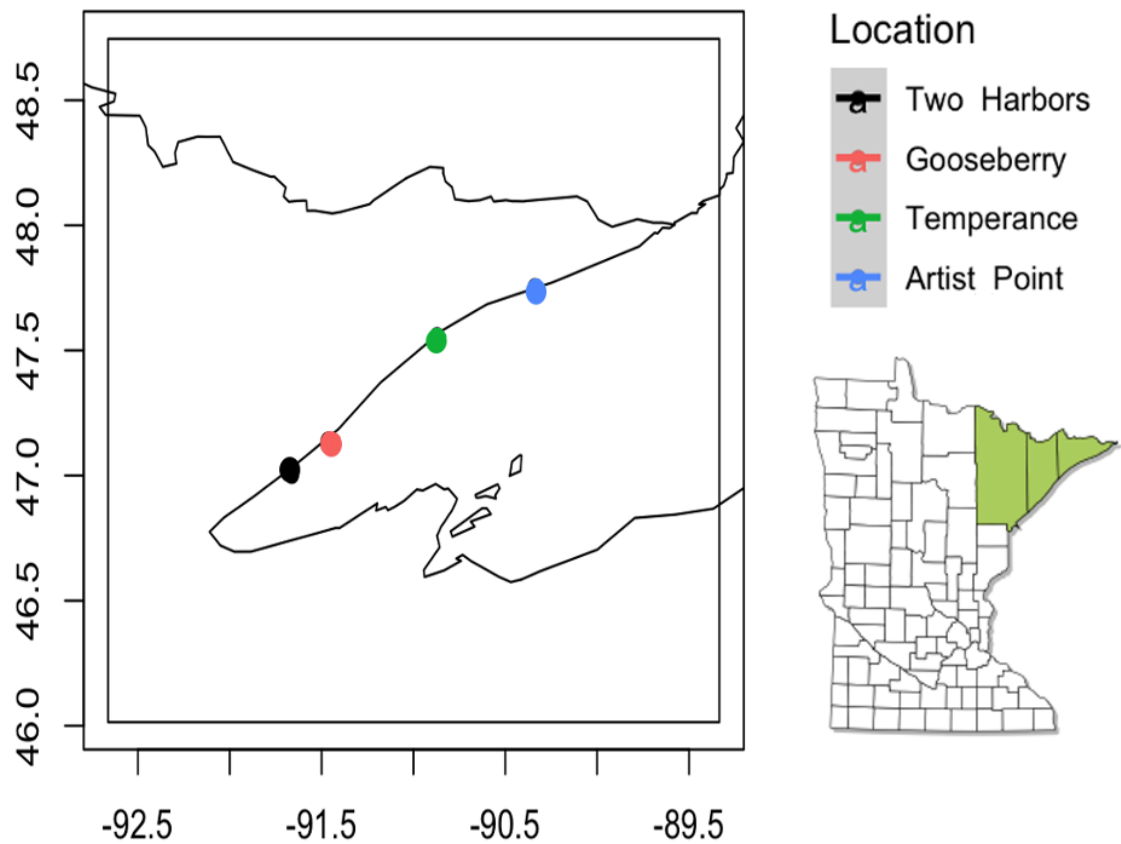 48.5
48.0
47.5
47.0
46.5
46.0
-92.5
-91.5
-90.5
-89.5
Location
a Two Harbors
a Gooseberry
a Temperance
a Artist Point